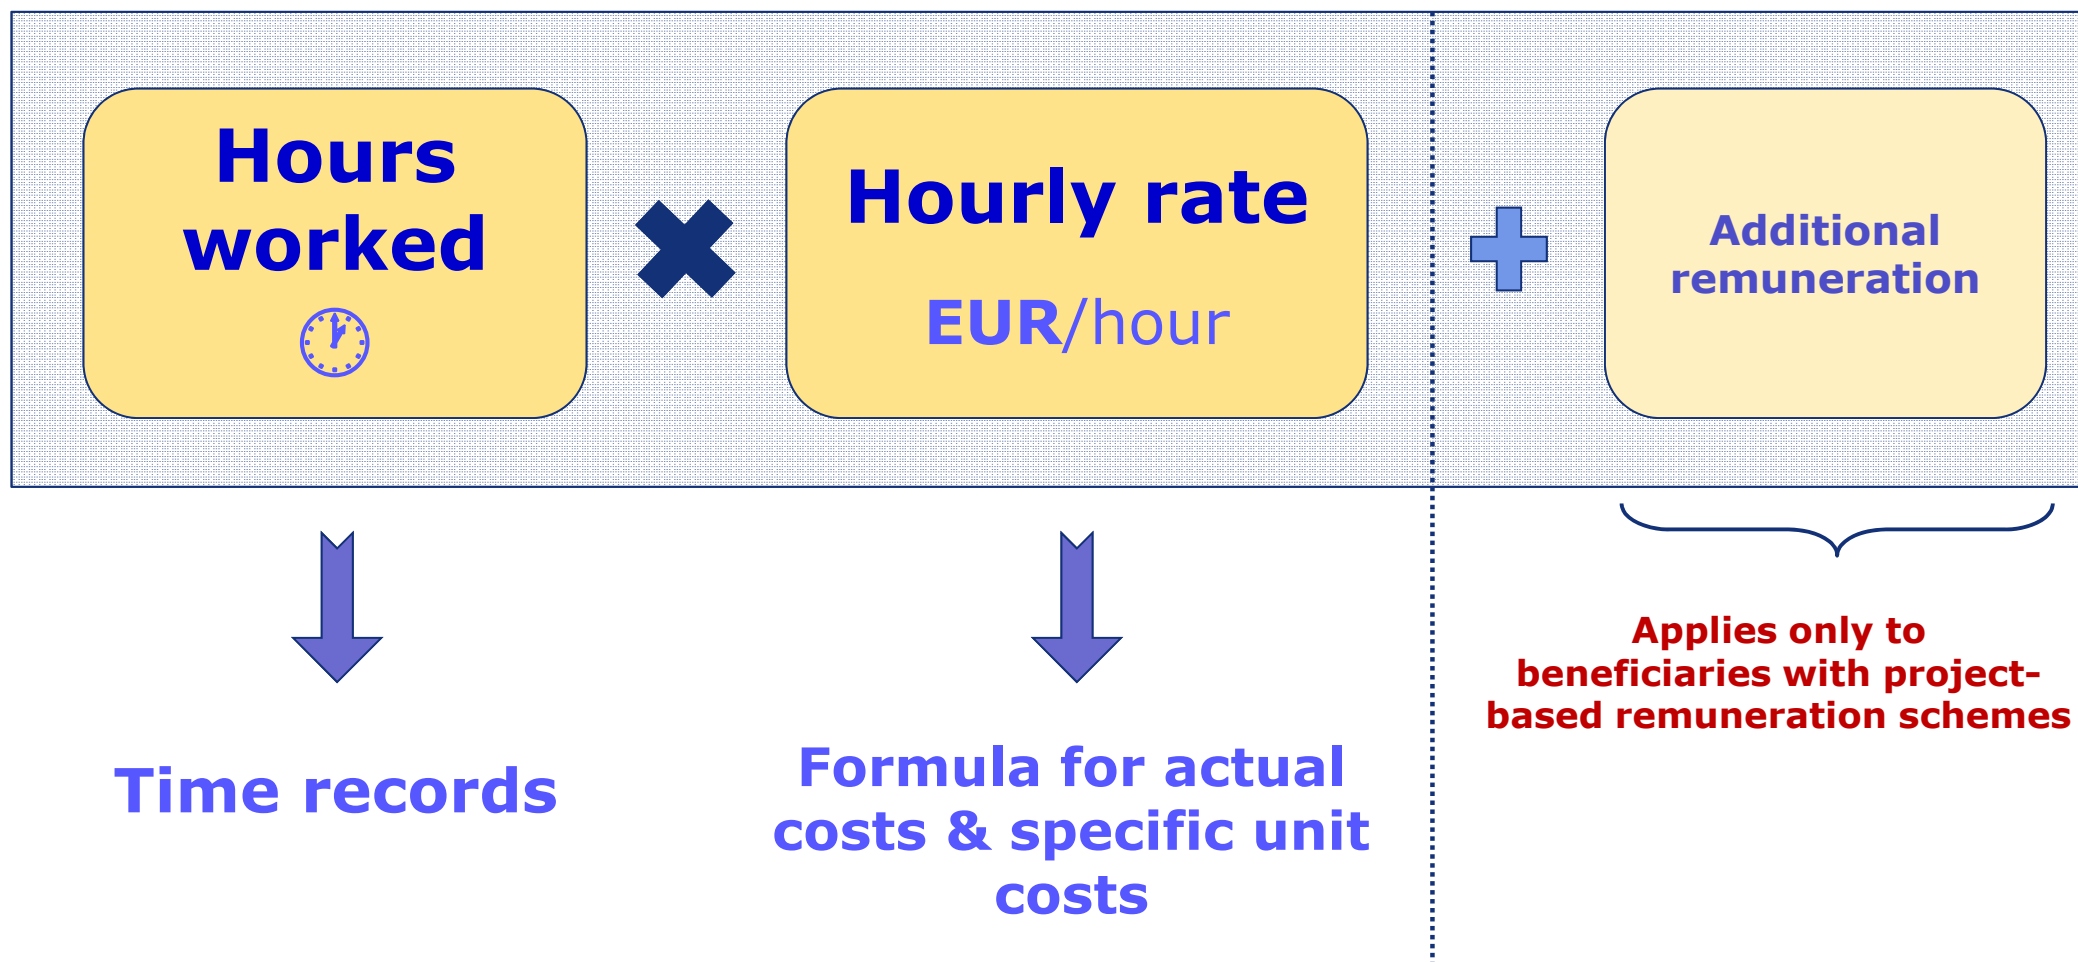 Hours
worked
Hourly rate
EUR/hour
Additional
remuneration
Time records
Formula for actual
costs & specific unit
costs
Applies only to
beneficiaries with project-
based remuneration schemes